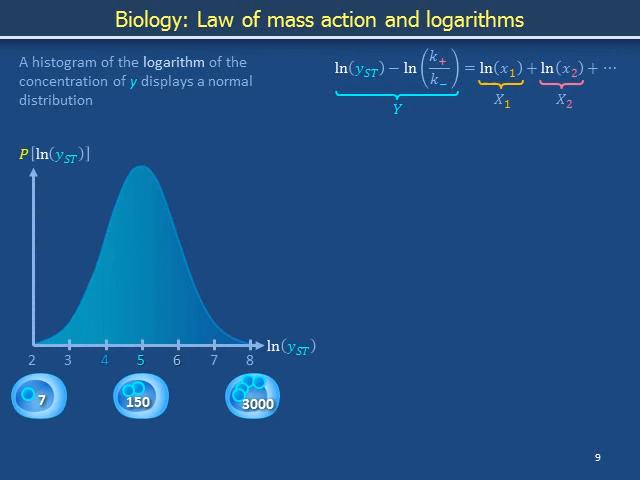 Biology: Law of mass action and logarithms
A histogram of the logarithm of the
concentration of y displays a normal
distribution
ln(y_ST) − ln(k_+/k_−) = ln(x_1) + ln(x_2) + ⋯
Y X_1 X_2
P[ln(y_ST)]
ln(y_ST)
2 3 4 5 6 7 8
7 150 3000
9